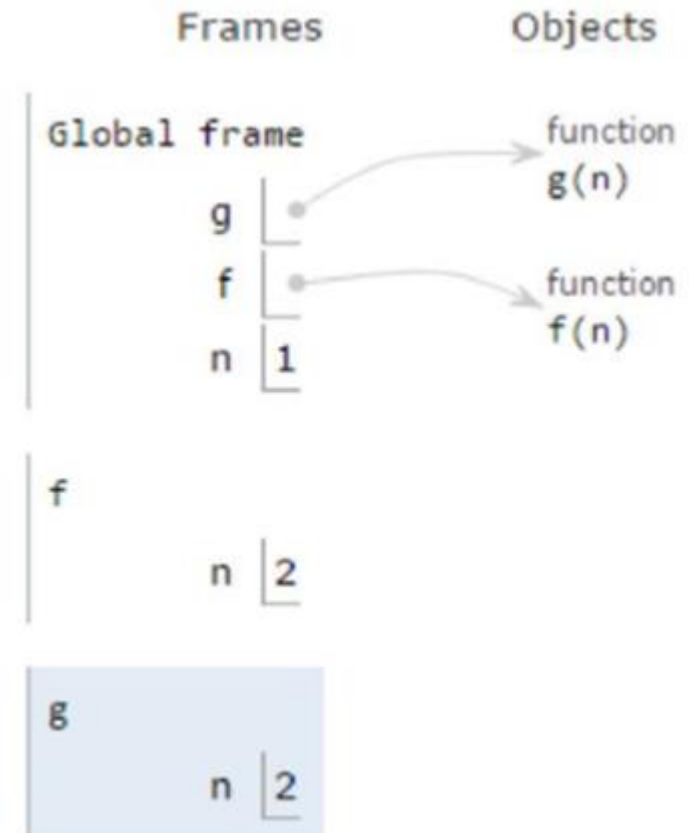 Frames Objects
Global frame
function
g(n)
g
f
function
f(n)
n 1
f
n 2
g
n 2